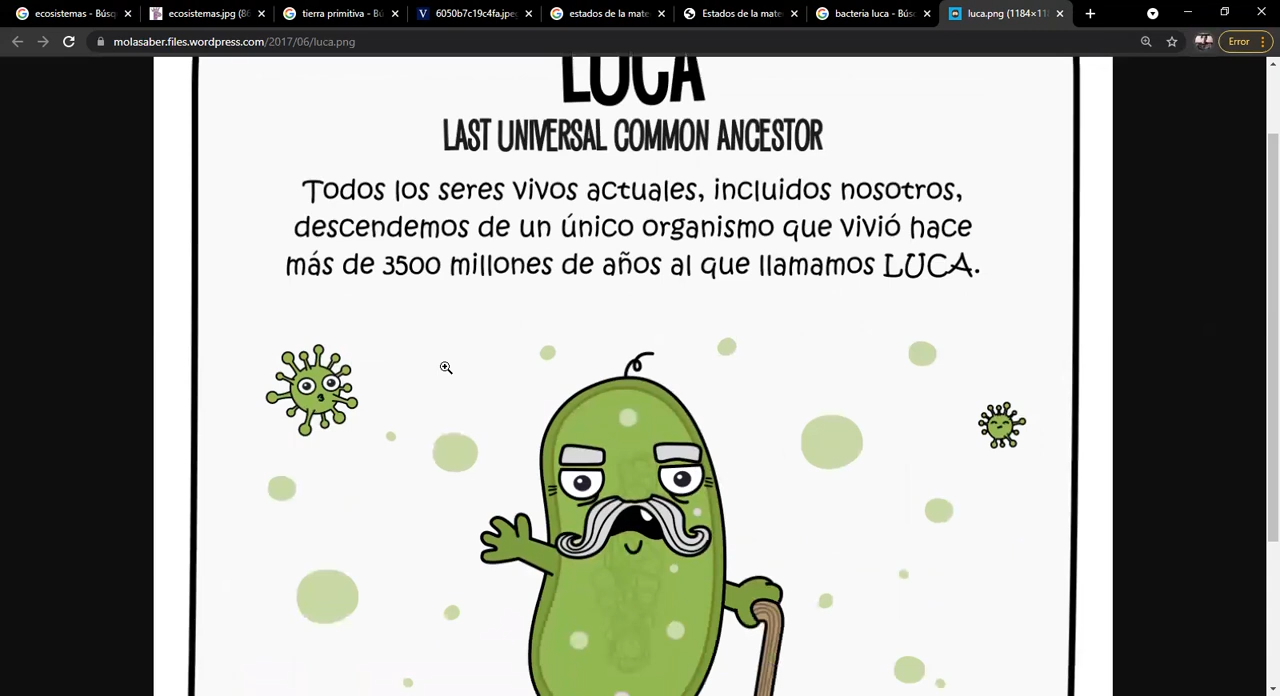 ecosistemas - Búsq
ecosistemas.jpg (86
tierra primitiva - Bú
6050b7c19c4fa.jpeg
estados de la mate
Estados de la mate
bacteria luca - Búsc
luca.png (1184×11
molasaber.files.wordpress.com/2017/06/luca.png
Error
LUCA
LAST UNIVERSAL COMMON ANCESTOR
Todos los seres vivos actuales, incluidos nosotros,
descendemos de un único organismo que vivió hace
más de 3500 millones de años al que llamamos LUCA.